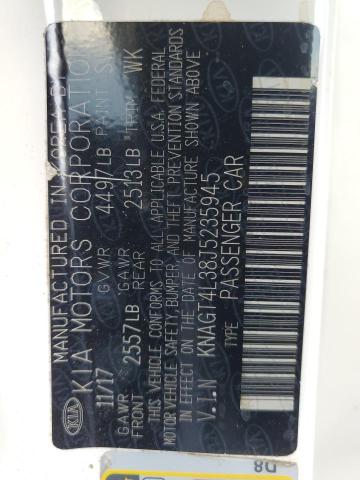 MANUFACTURED IN KOREA BY
KIA MOTORS CORPORATION
11/17 GVWR 4497LB PAINT
GAWR FRONT 2557LB GAWR REAR 2513LB TRIM WK
THIS VEHICLE CONFORMS TO ALL APPLICABLE U.S.A. FEDERAL
MOTOR VEHICLE SAFETY, BUMPER, AND THEFT PREVENTION STANDARDS
IN EFFECT ON THE DATE OF MANUFACTURE SHOWN ABOVE
V.I.N KNAGT4L38J5235945
TYPE PASSENGER CAR
KIA